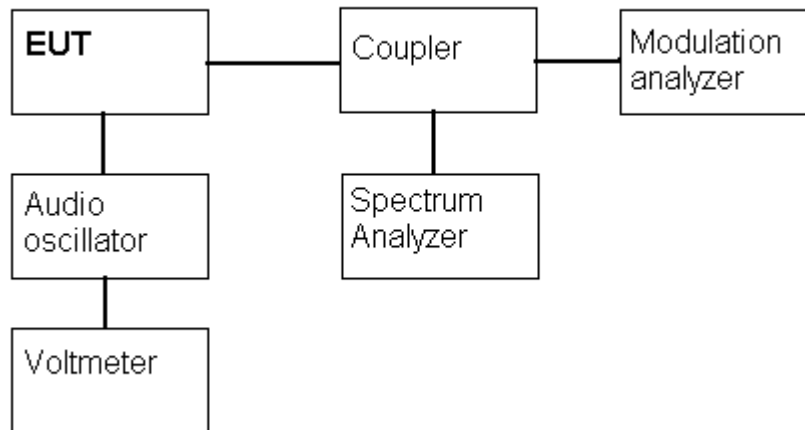 EUT
Coupler
Modulation
analyzer
Audio
oscillator
Spectrum
Analyzer
Voltmeter